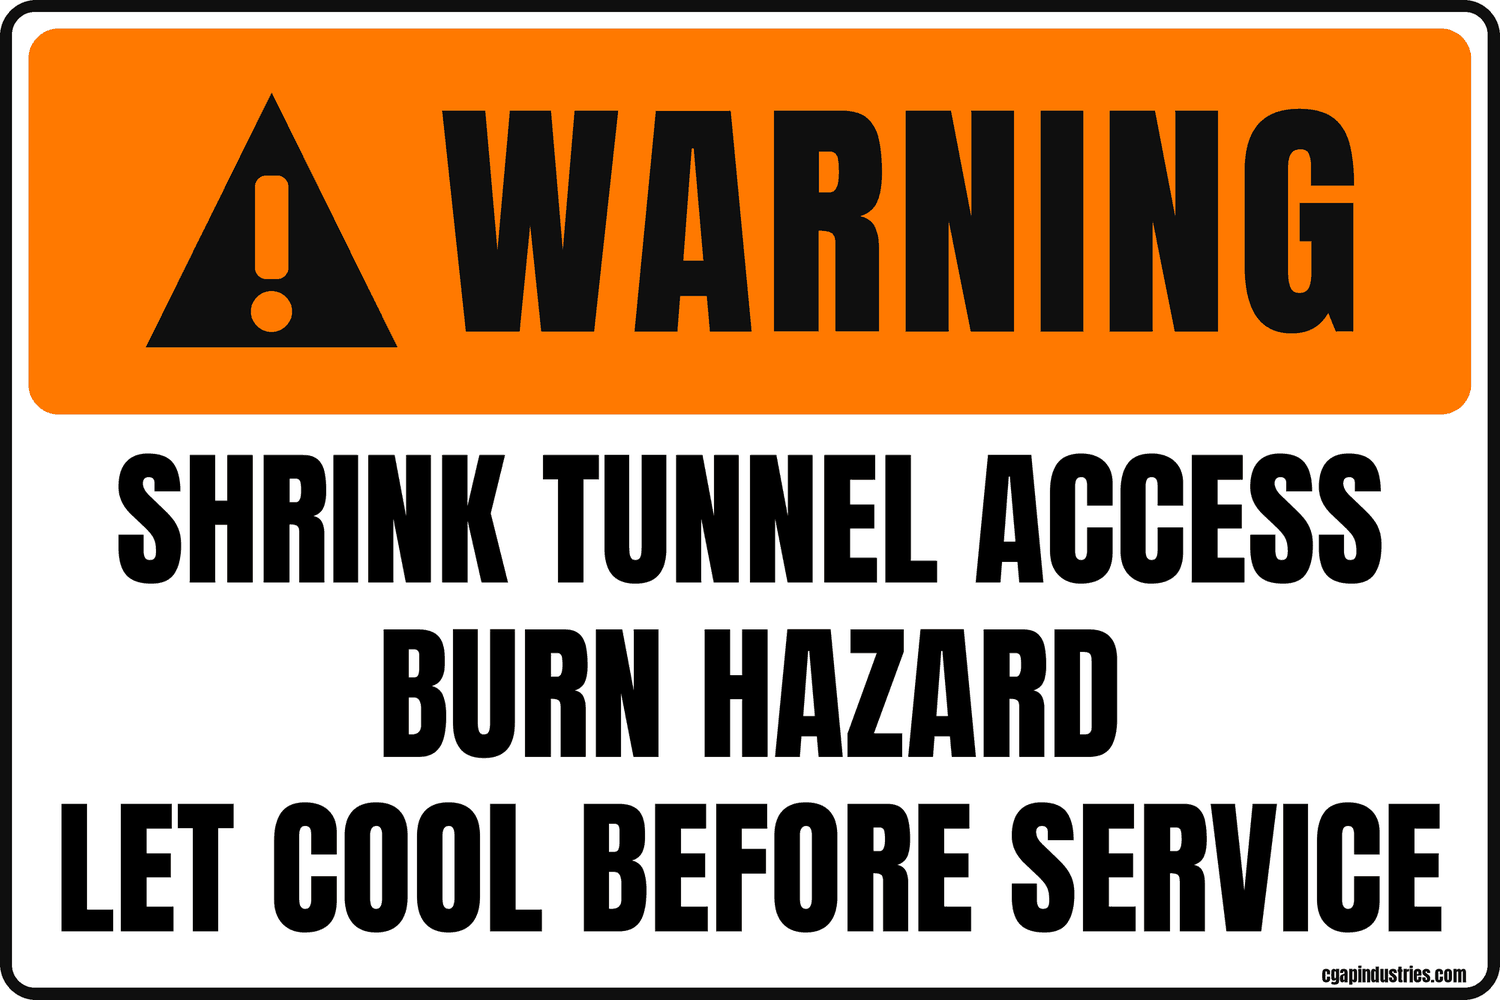 WARNING
SHRINK TUNNEL ACCESS
BURN HAZARD
LET COOL BEFORE SERVICE
cgapindustries.com